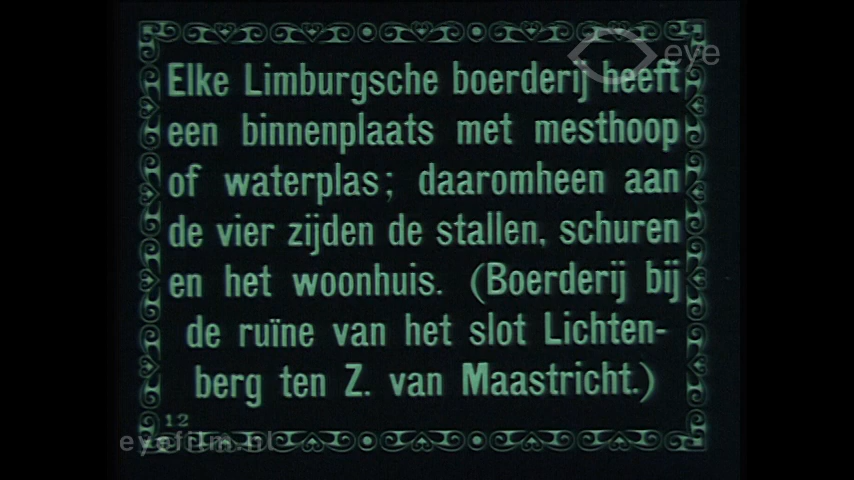 eye
Elke Limburgsche boerderij heeft
een binnenplaats met mesthoop
of waterplas; daaromheen aan
de vier zijden de stallen, schuren
en het woonhuis. (Boerderij bij
de ruïne van het slot Lichten-
berg ten Z. van Maastricht.)
12
eyefilm.nl